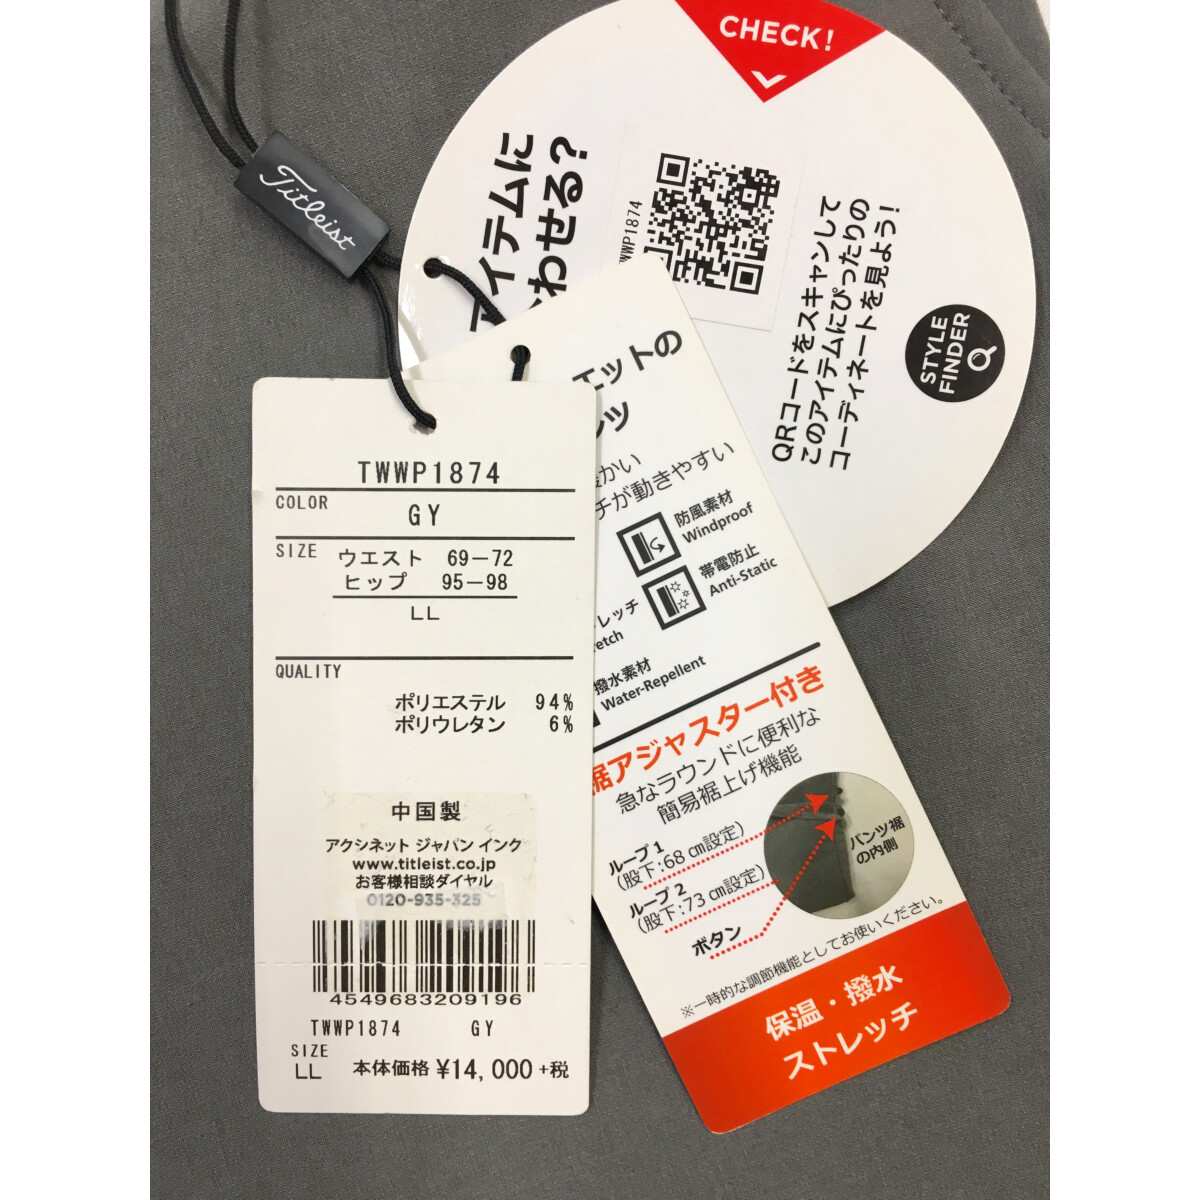 CHECK!
Titleist
アイテムに
わせる?
TWWP1874
QRコードをスキャンして
このアイテムにぴったりの
コーディネートを見よう!
STYLE
FINDER
エットの
ンツ
かい
チが動きやすい
防風素材
Windproof
帯電防止
Anti-Static
レッチ
retch
撥水素材
Water-Repellent
裾アジャスター付き
急なラウンドに便利な
簡易裾上げ機能
ループ1
(股下:68㎝設定)
ループ2
(股下:73㎝設定)
ボタン
パンツ裾
の内側
※一時的な調節機能としてお使いください。
保温・撥水
ストレッチ
TWWP1874
COLOR
GY
SIZE ウエスト 69−72
ヒップ 95−98
LL
QUALITY
ポリエステル 94%
ポリウレタン 6%
中国製
アクシネット ジャパン インク
www.titleist.co.jp
お客様相談ダイヤル
0120-935-325
4549683209196
TWWP1874 GY
SIZE
LL 本体価格 ¥14,000 +税